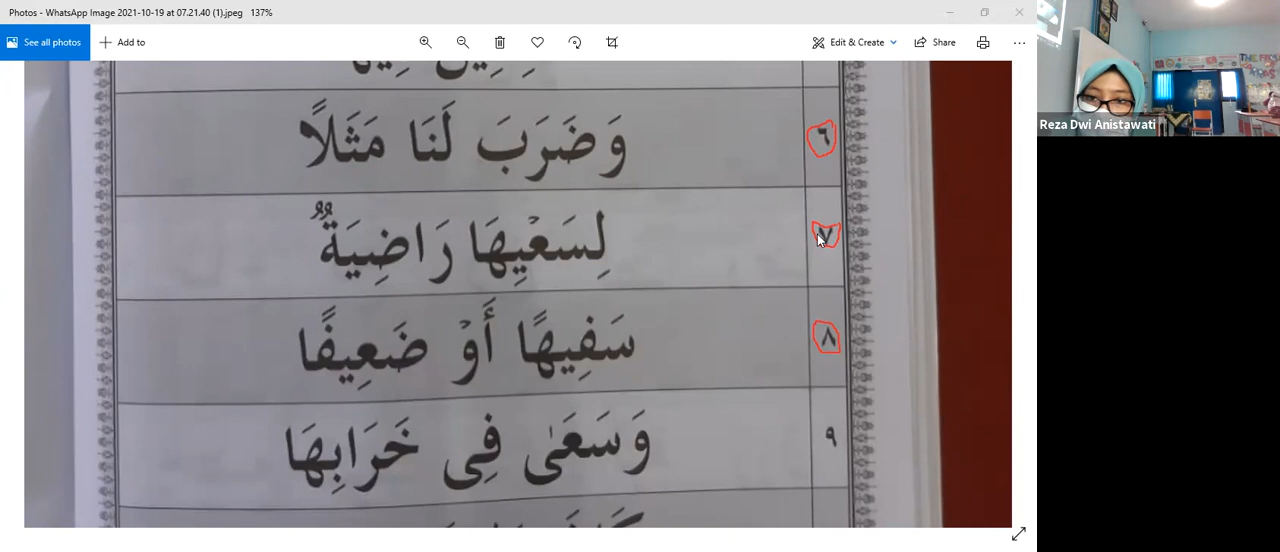 Photos - WhatsApp Image 2021-10-19 at 07.21.40 (1).jpeg 137%
See all photos
Add to
Edit & Create
Share
Reza Dwi Anistawati
٦ وَضَرَبَ لَنَا مَثَلًا
٧ لِسَعْيِهَا رَاضِيَةٌ
٨ سَفِيهًا أَوْ ضَعِيفًا
٩ وَسَعَىٰ فِى خَرَابِهَا